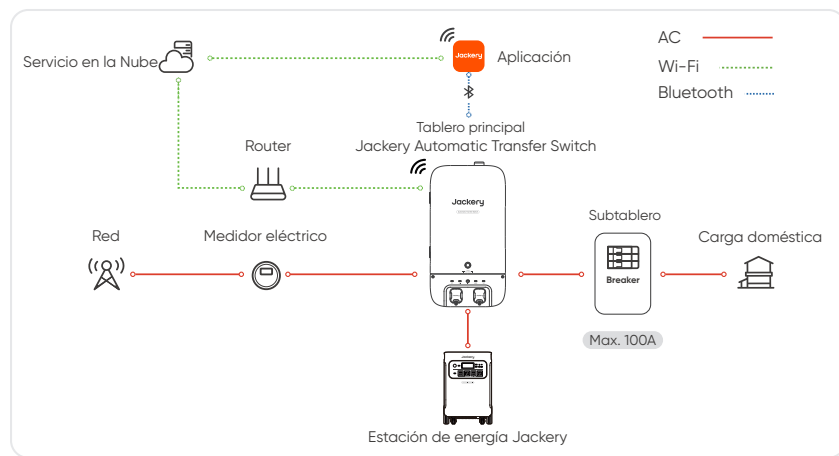 AC
Wi-Fi
Bluetooth
Servicio en la Nube
Jackery
Aplicación
Tablero principal
Jackery Automatic Transfer Switch
Router
Jackery
Red
Medidor eléctrico
Subtablero
Breaker
Carga doméstica
Max. 100A
Jackery
Estación de energía Jackery